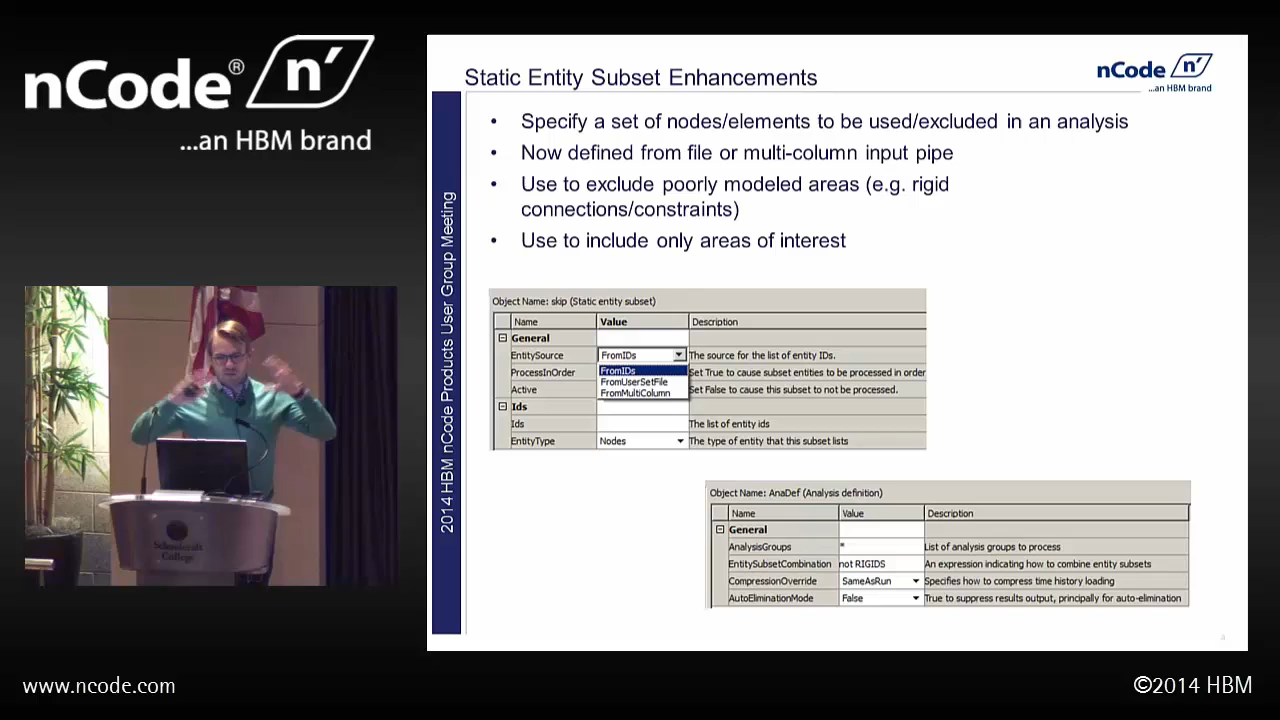 nCode® n'
...an HBM brand
Static Entity Subset Enhancements
nCode n'
...an HBM brand
• Specify a set of nodes/elements to be used/excluded in an analysis
• Now defined from file or multi-column input pipe
• Use to exclude poorly modeled areas (e.g. rigid
connections/constraints)
• Use to include only areas of interest
2014 HBM nCode Products User Group Meeting
Object Name: skip (Static entity subset)
Name Value Description
General
EntitySource FromIDs The source for the list of entity IDs.
FromIDs
ProcessInOrder Set True to cause subset entities to be processed in order
FromUserSetFile
Active Set False to cause this subset to not be processed.
FromMultiColumn
Ids
Ids The list of entity ids
EntityType Nodes The type of entity that this subset lists
Object Name: AnaDef (Analysis definition)
Name Value Description
General
AnalysisGroups * List of analysis groups to process
EntitySubsetCombination not RIGIDS An expression indicating how to combine entity subsets
CompressionOverride SameAsRun Specifies how to compress time history loading
AutoEliminationMode False True to suppress results output, principally for auto-elimination
4
Schoolcraft
College
www.ncode.com
©2014 HBM